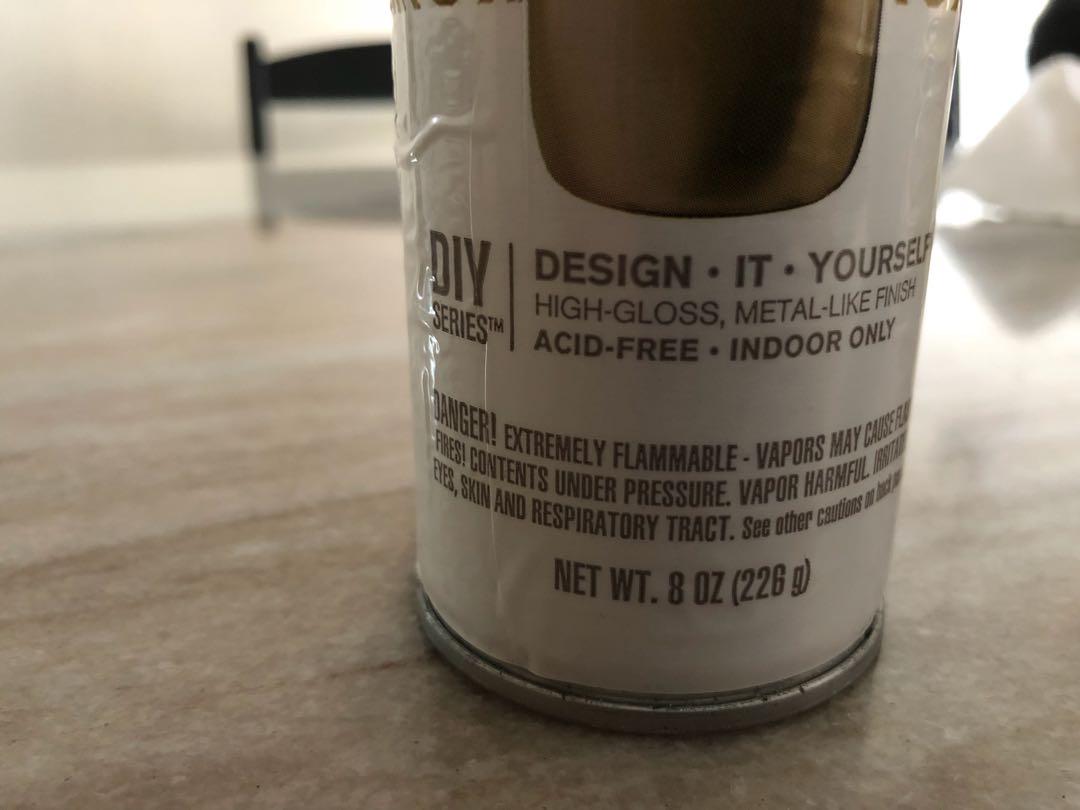 DIY
SERIES™
DESIGN • IT • YOURSELF
HIGH-GLOSS, METAL-LIKE FINISH
ACID-FREE • INDOOR ONLY
DANGER! EXTREMELY FLAMMABLE - VAPORS MAY CAUSE
FIRES! CONTENTS UNDER PRESSURE. VAPOR HARMFUL.
EYES, SKIN AND RESPIRATORY TRACT. See other cautions on back
NET WT. 8 OZ (226 g)